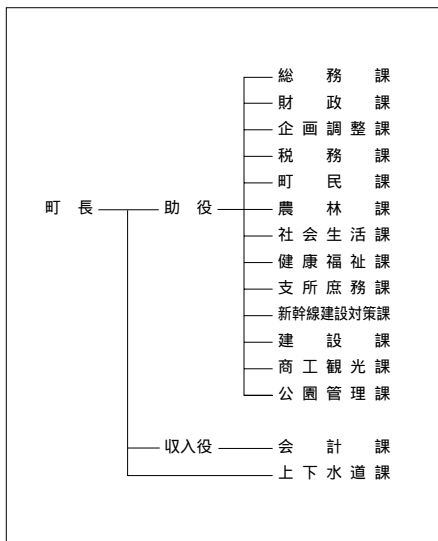 総務課
財政課
企画調整課
税務課
町民課
町長 助役 農林課
社会生活課
健康福祉課
支所庶務課
新幹線建設対策課
建設課
商工観光課
公園管理課
収入役 会計課
上下水道課